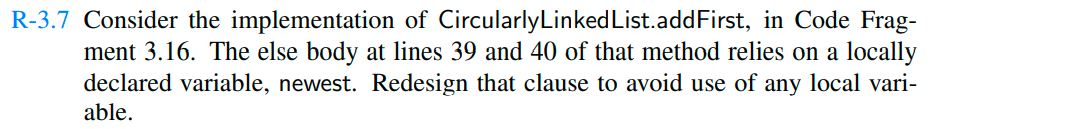 R-3.7 Consider the implementation of CircularlyLinkedList.addFirst, in Code Frag-
ment 3.16. The else body at lines 39 and 40 of that method relies on a locally
declared variable, newest. Redesign that clause to avoid use of any local vari-
able.